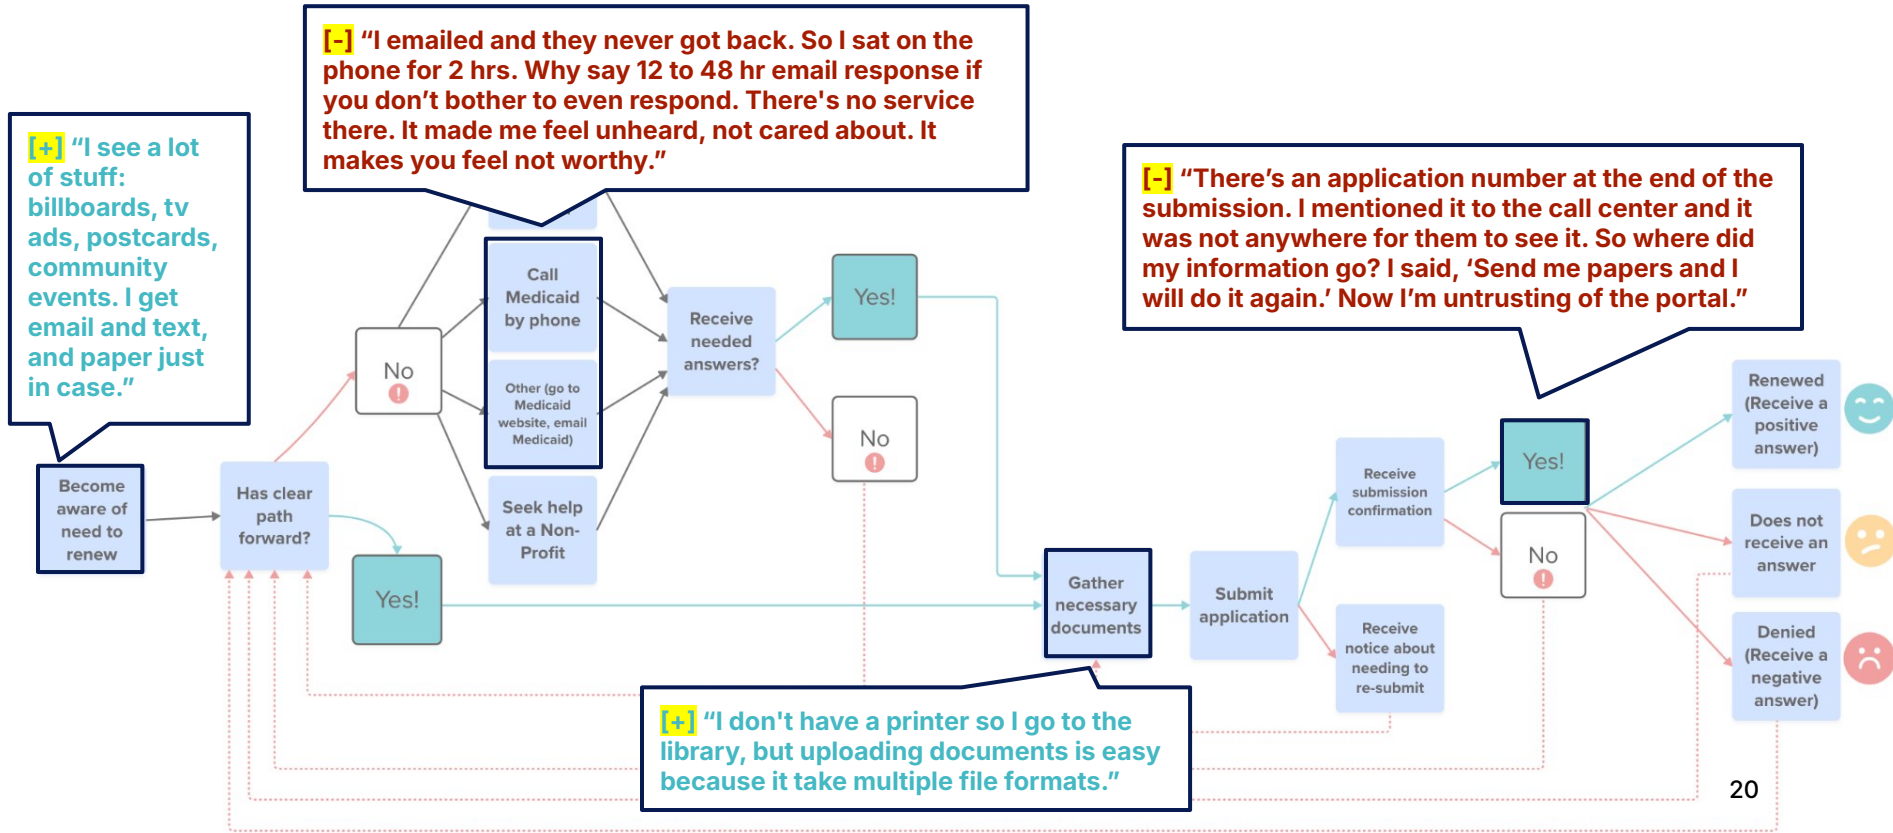 [-] “I emailed and they never got back. So I sat on the
phone for 2 hrs. Why say 12 to 48 hr email response if
you don’t bother to even respond. There's no service
there. It made me feel unheard, not cared about. It
makes you feel not worthy.”
[+] “I see a lot
of stuff:
billboards, tv
ads, postcards,
community
events. I get
email and text,
and paper just
in case.”
[-] “There’s an application number at the end of the
submission. I mentioned it to the call center and it
was not anywhere for them to see it. So where did
my information go? I said, ‘Send me papers and I
will do it again.’ Now I’m untrusting of the portal.”
Become
aware of
need to
renew
Has clear
path
forward?
No
Yes!
Call
Medicaid
by phone
Other (go to
Medicaid
website, email
Medicaid)
Seek help
at a Non-
Profit
Receive
needed
answers?
Yes!
No
Gather
necessary
documents
Submit
application
Receive
submission
confirmation
Receive
notice about
needing to
re-submit
Yes!
No
Renewed
(Receive a
positive
answer)
Does not
receive an
answer
Denied
(Receive a
negative
answer)
[+] “I don't have a printer so I go to the
library, but uploading documents is easy
because it take multiple file formats.”
20